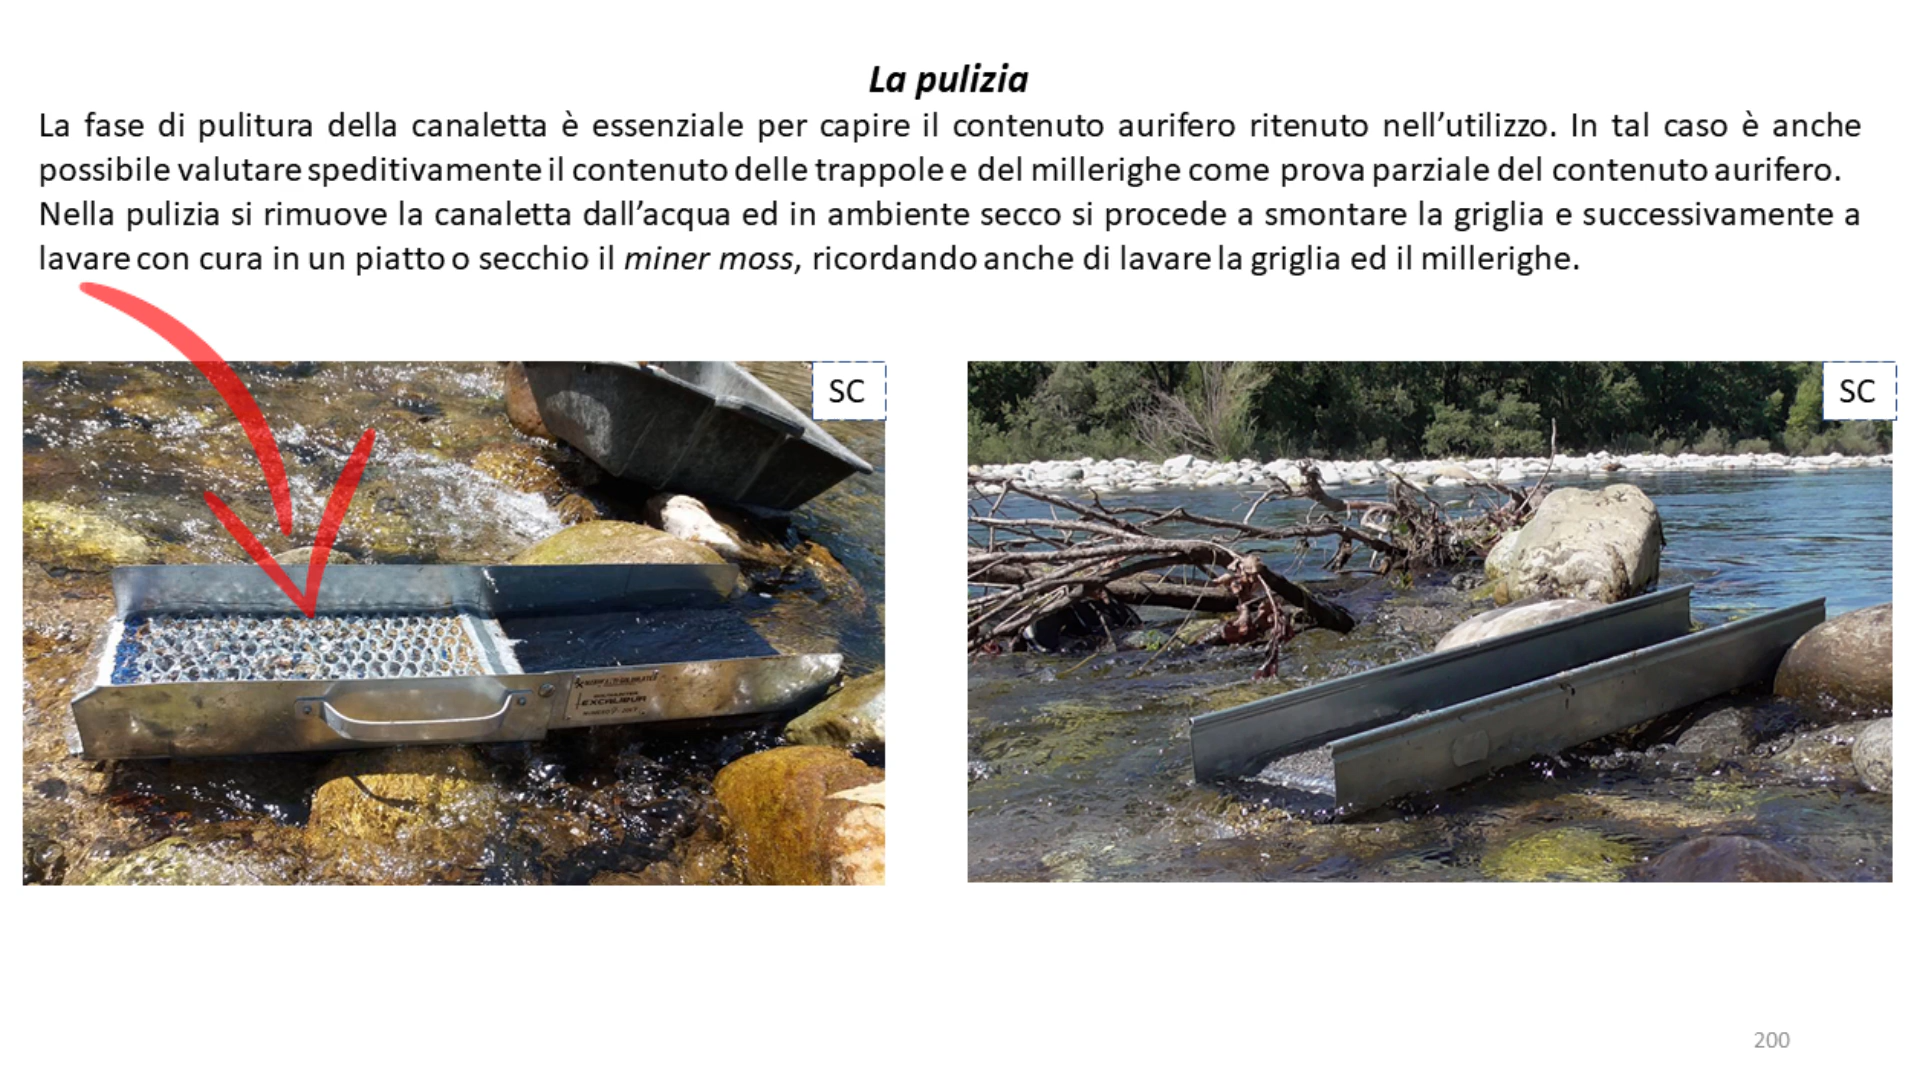 La pulizia
La fase di pulitura della canaletta è essenziale per capire il contenuto aurifero ritenuto nell’utilizzo. In tal caso è anche
possibile valutare speditivamente il contenuto delle trappole e del millerighe come prova parziale del contenuto aurifero.
Nella pulizia si rimuove la canaletta dall’acqua ed in ambiente secco si procede a smontare la griglia e successivamente a
lavare con cura in un piatto o secchio il miner moss, ricordando anche di lavare la griglia ed il millerighe.
SC
SC
EXCALIBUR
200